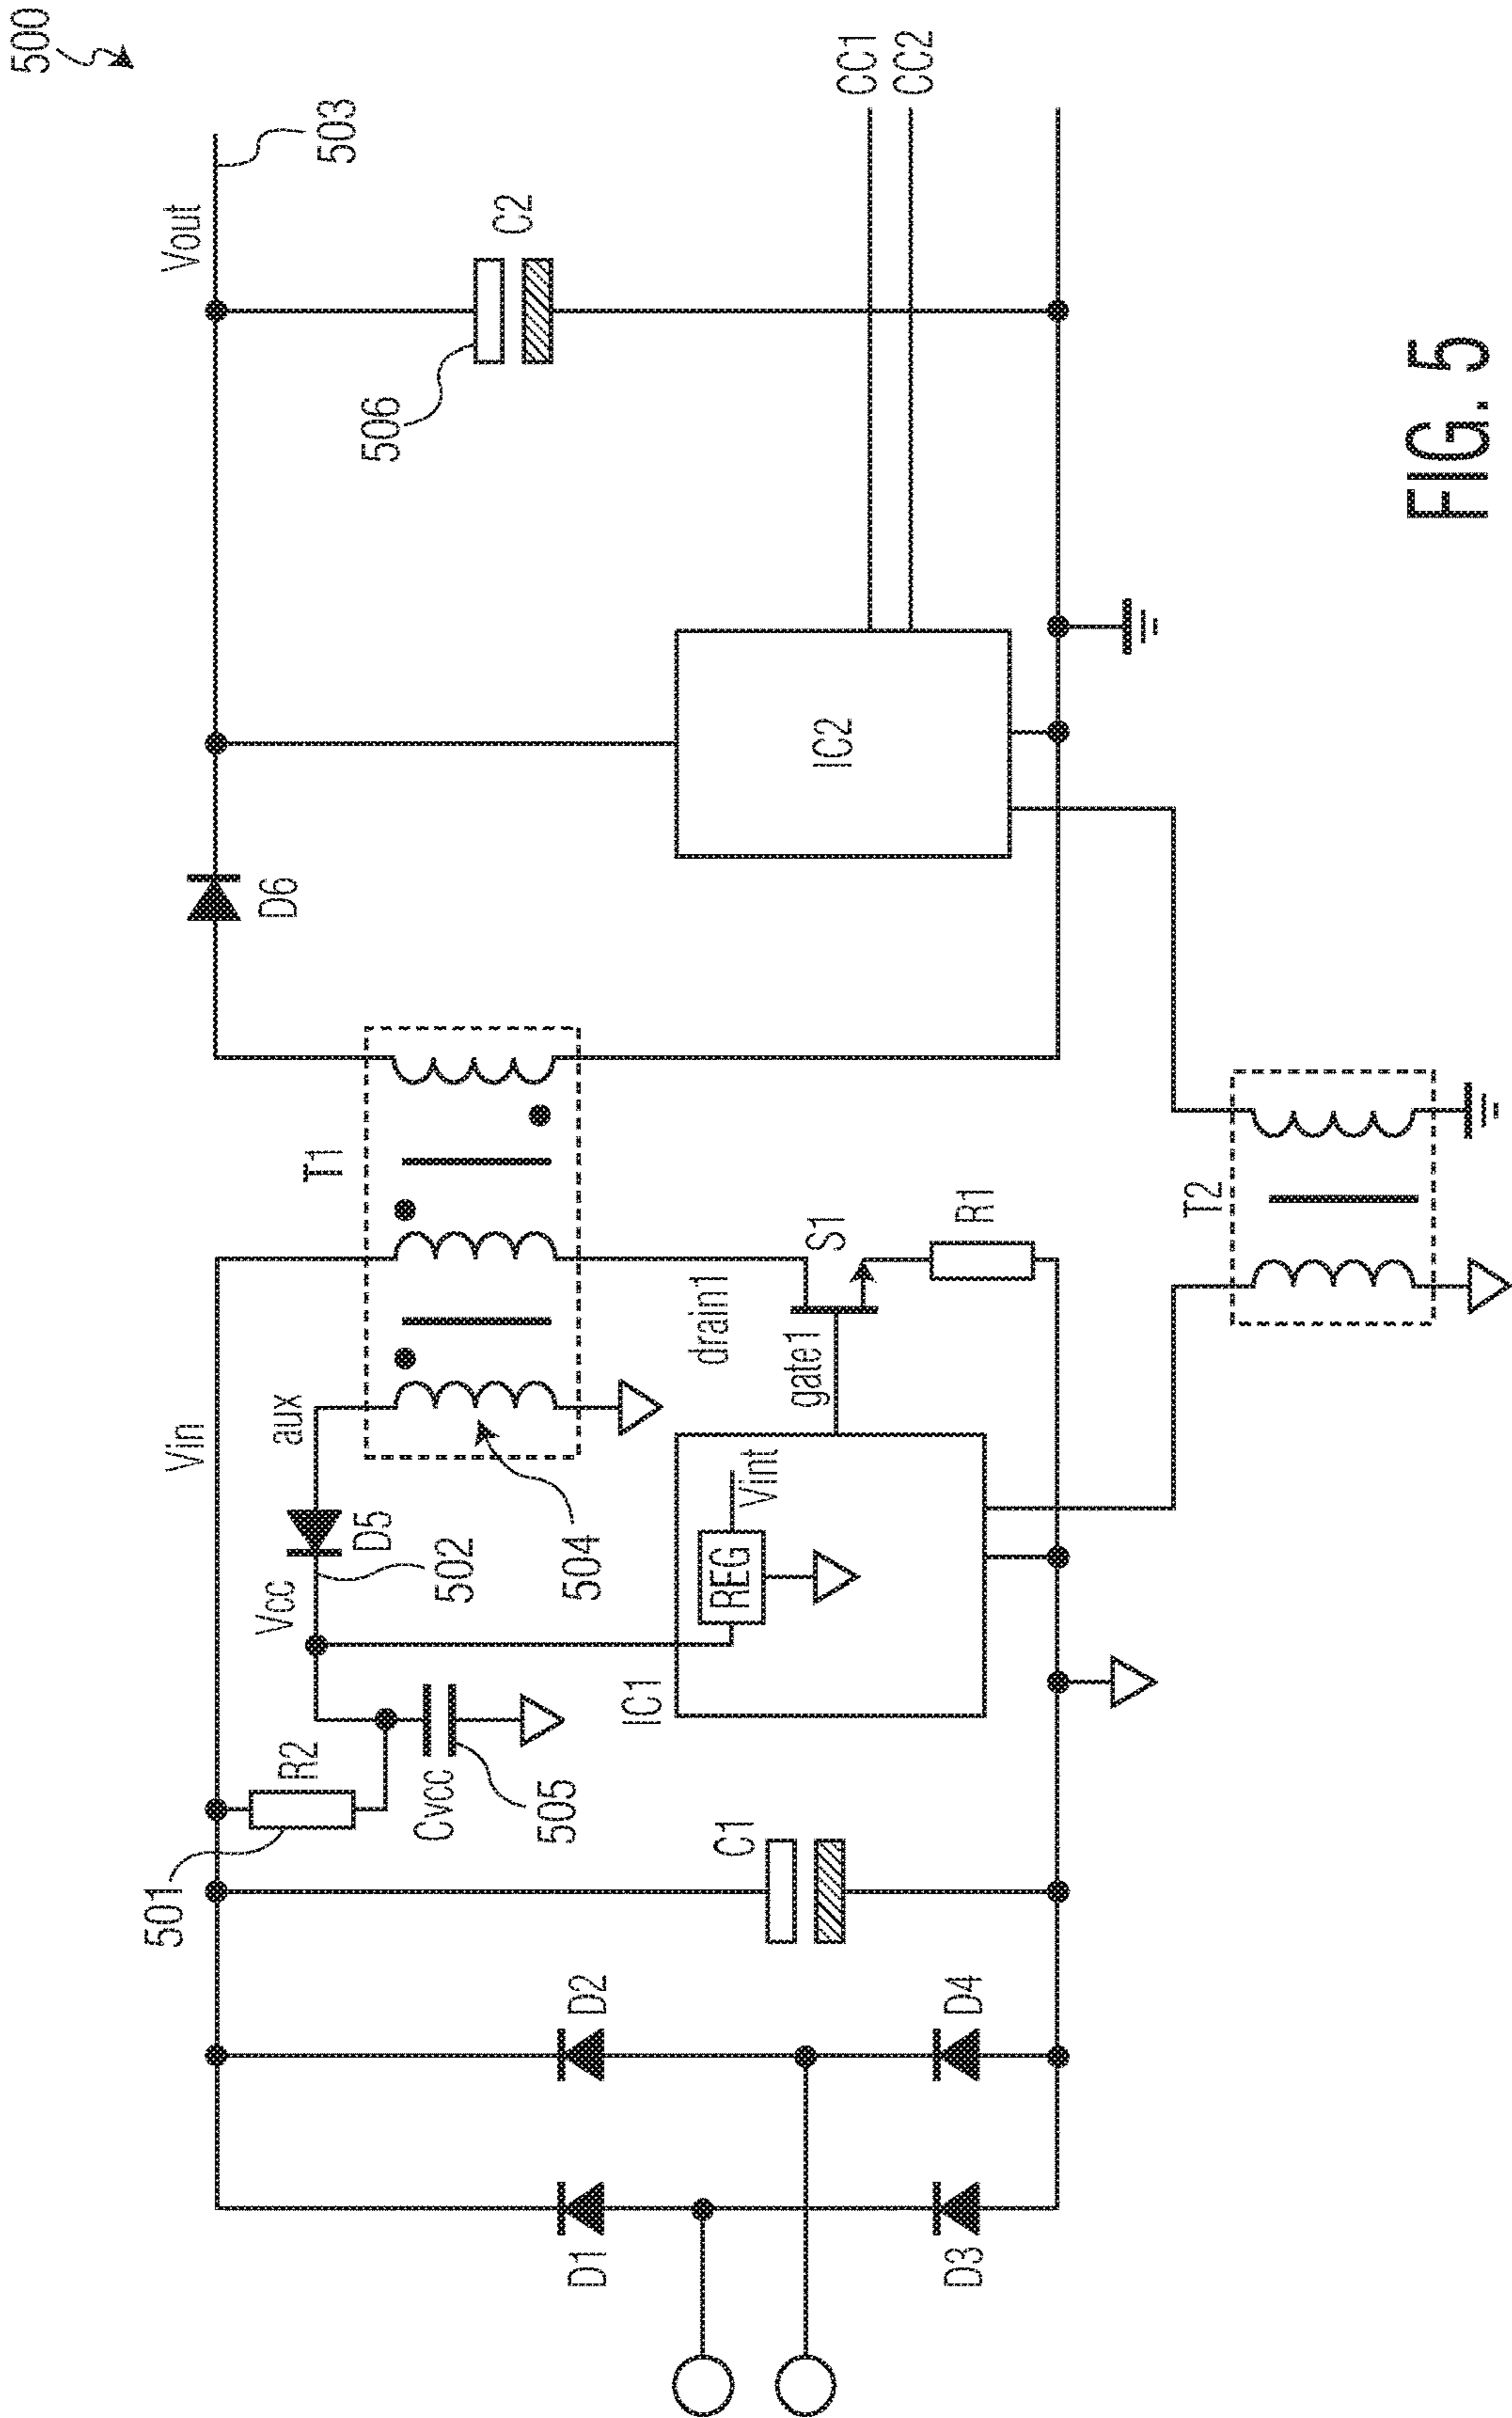 500
Vout
503
C2
506
CC1
CC2
IC2
D6
T1
Vin
aux
Vcc
D5
502
504
drain1
gate1
S1
R1
T2
REG
Vint
IC1
R2
501
Cvcc
505
C1
D2
D4
D1
D3
FIG. 5